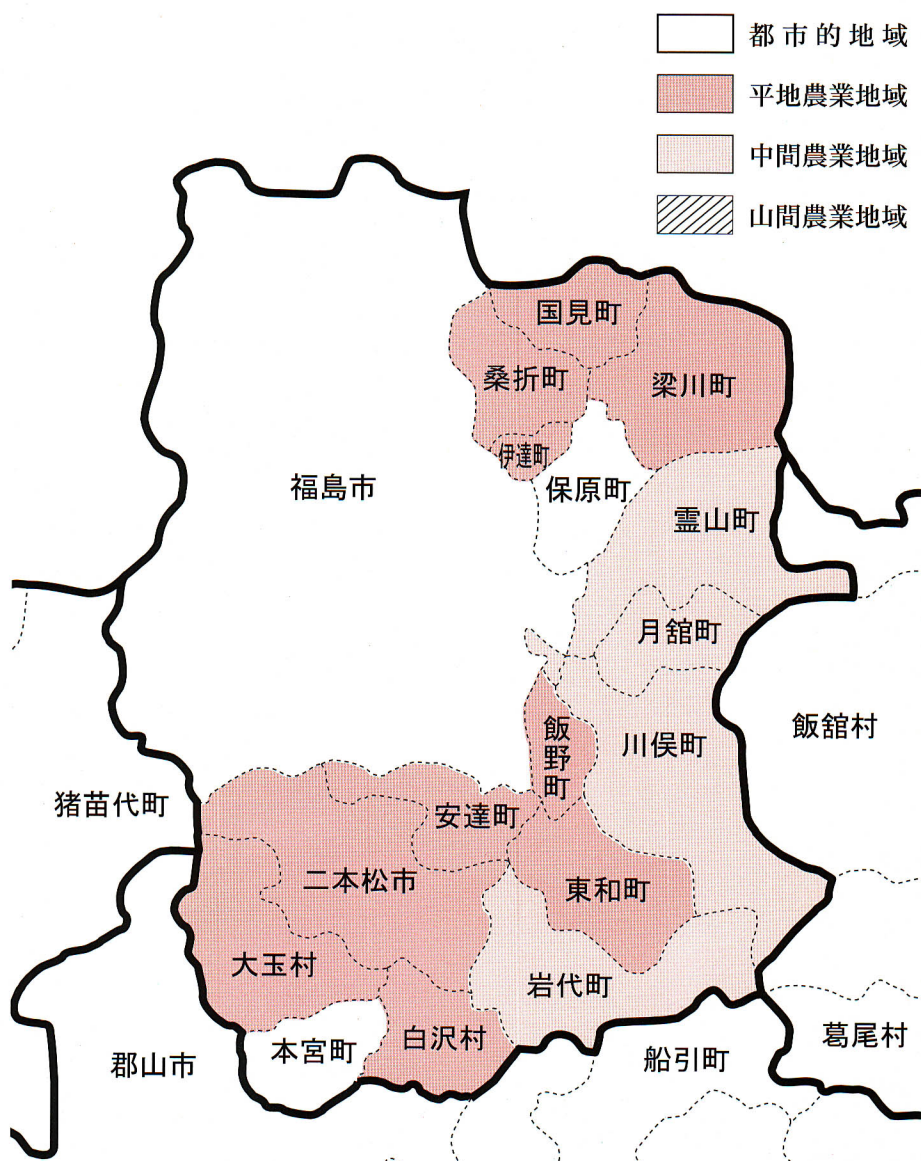 都市的地域
平地農業地域
中間農業地域
山間農業地域
国見町
桑折町
梁川町
伊達町
福島市
保原町
霊山町
月舘町
飯野町
川俣町
飯舘村
猪苗代町
安達町
二本松市
東和町
大玉村
岩代町
白沢村
本宮町
郡山市
船引町
葛尾村